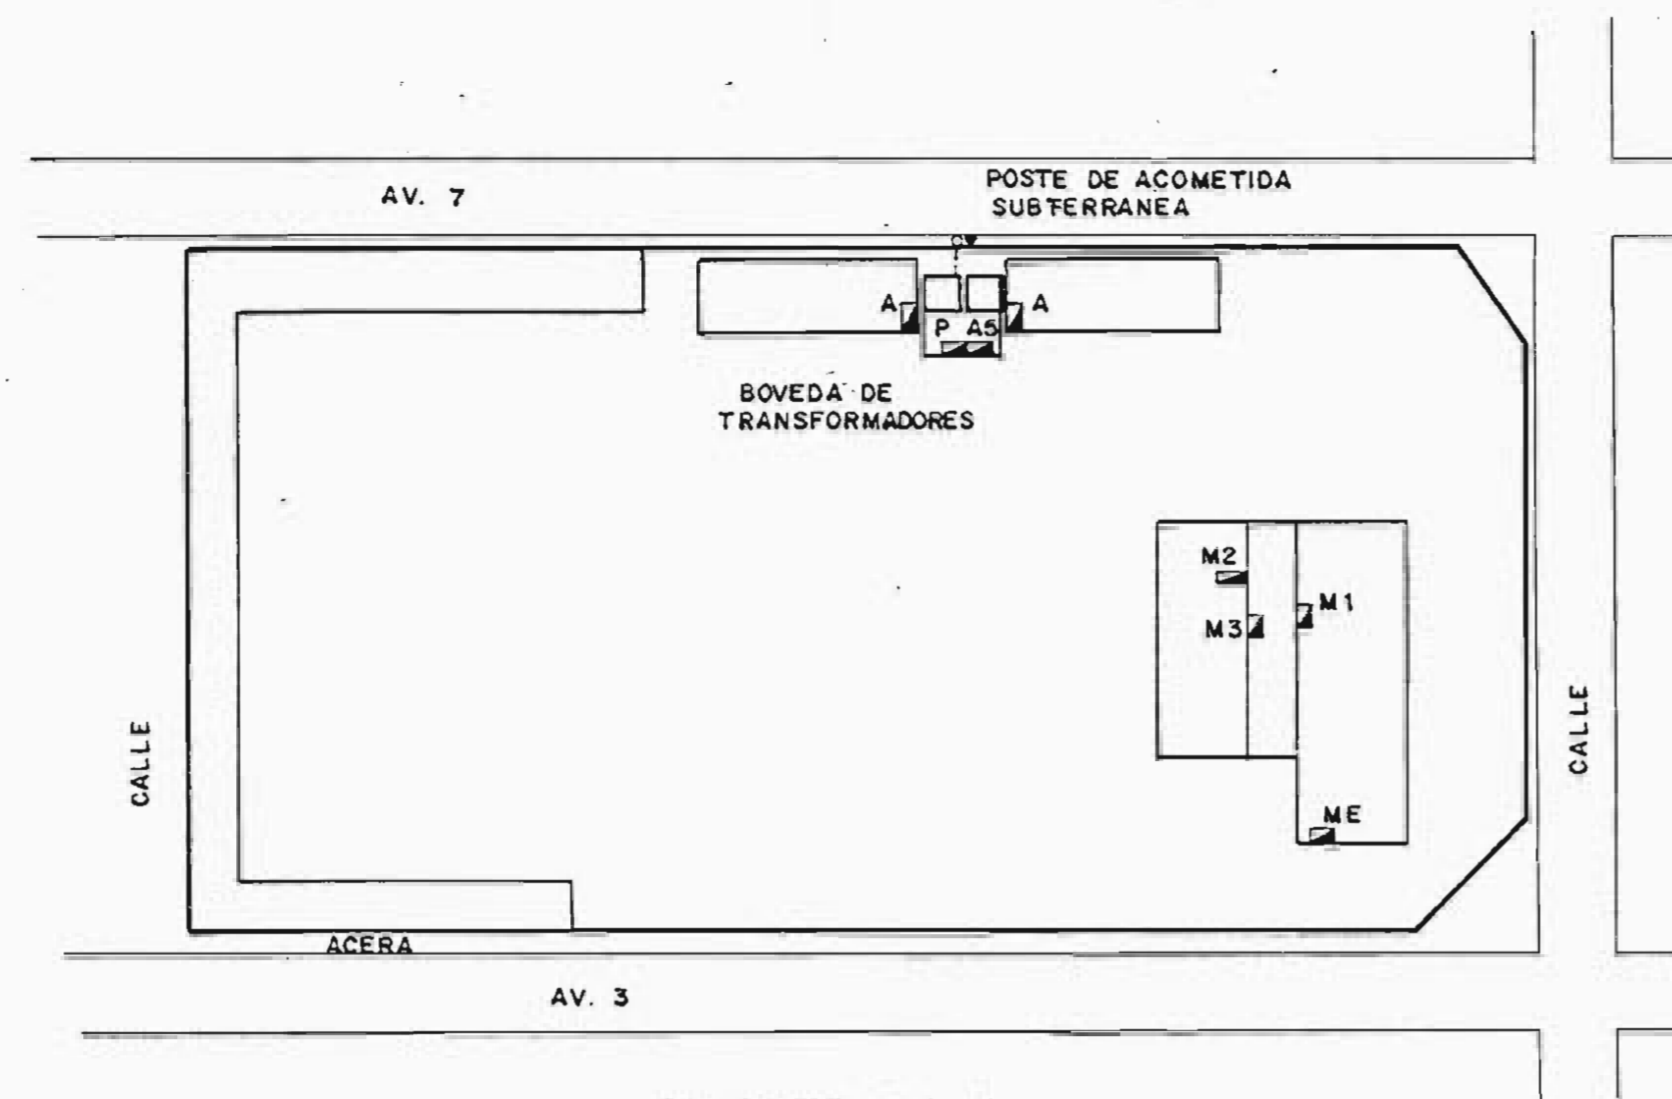 AV. 7
POSTE DE ACOMETIDA
SUBTERRANEA
A
A
P
A5
BOVEDA DE
TRANSFORMADORES
M2
M1
M3
CALLE
CALLE
ME
ACERA
AV. 3